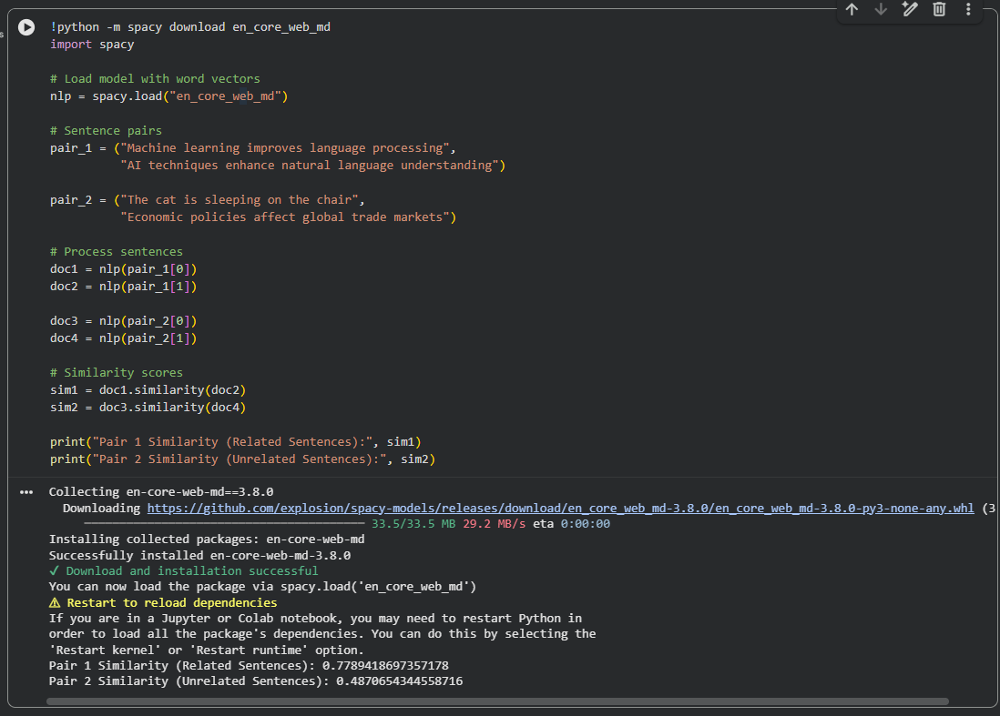 s
!python -m spacy download en_core_web_md
import spacy
# Load model with word vectors
nlp = spacy.load("en_core_web_md")
# Sentence pairs
pair_1 = ("Machine learning improves language processing",
"AI techniques enhance natural language understanding")
pair_2 = ("The cat is sleeping on the chair",
"Economic policies affect global trade markets")
# Process sentences
doc1 = nlp(pair_1[0])
doc2 = nlp(pair_1[1])
doc3 = nlp(pair_2[0])
doc4 = nlp(pair_2[1])
# Similarity scores
sim1 = doc1.similarity(doc2)
sim2 = doc3.similarity(doc4)
print("Pair 1 Similarity (Related Sentences):", sim1)
print("Pair 2 Similarity (Unrelated Sentences):", sim2)
Collecting en-core-web-md==3.8.0
Downloading https://github.com/explosion/spacy-models/releases/download/en_core_web_md-3.8.0/en_core_web_md-3.8.0-py3-none-any.whl (3
33.5/33.5 MB 29.2 MB/s eta 0:00:00
Installing collected packages: en-core-web-md
Successfully installed en-core-web-md-3.8.0
✔ Download and installation successful
You can now load the package via spacy.load('en_core_web_md')
⚠ Restart to reload dependencies
If you are in a Jupyter or Colab notebook, you may need to restart Python in
order to load all the package's dependencies. You can do this by selecting the
'Restart kernel' or 'Restart runtime' option.
Pair 1 Similarity (Related Sentences): 0.7789418697357178
Pair 2 Similarity (Unrelated Sentences): 0.4870654344558716